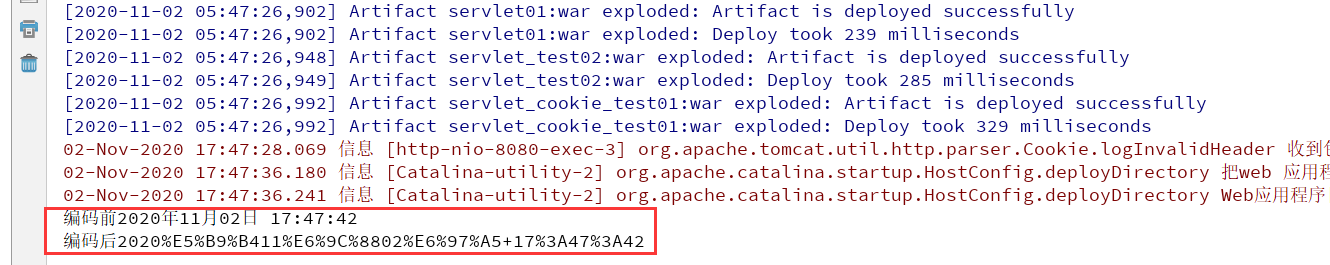 [2020-11-02 05:47:26,902] Artifact servlet01:war exploded: Artifact is deployed successfully
[2020-11-02 05:47:26,902] Artifact servlet01:war exploded: Deploy took 239 milliseconds
[2020-11-02 05:47:26,948] Artifact servlet_test02:war exploded: Artifact is deployed successfully
[2020-11-02 05:47:26,949] Artifact servlet_test02:war exploded: Deploy took 285 milliseconds
[2020-11-02 05:47:26,992] Artifact servlet_cookie_test01:war exploded: Artifact is deployed successfully
[2020-11-02 05:47:26,992] Artifact servlet_cookie_test01:war exploded: Deploy took 329 milliseconds
02-Nov-2020 17:47:28.069 信息 [http-nio-8080-exec-3] org.apache.tomcat.util.http.parser.Cookie.logInvalidHeader 收到
02-Nov-2020 17:47:36.180 信息 [Catalina-utility-2] org.apache.catalina.startup.HostConfig.deployDirectory 把web 应用程
02-Nov-2020 17:47:36.241 信息 [Catalina-utility-2] org.apache.catalina.startup.HostConfig.deployDirectory Web应用程序
编码前2020年11月02日 17:47:42
编码后2020%E5%B9%B411%E6%9C%8802%E6%97%A5+17%3A47%3A42